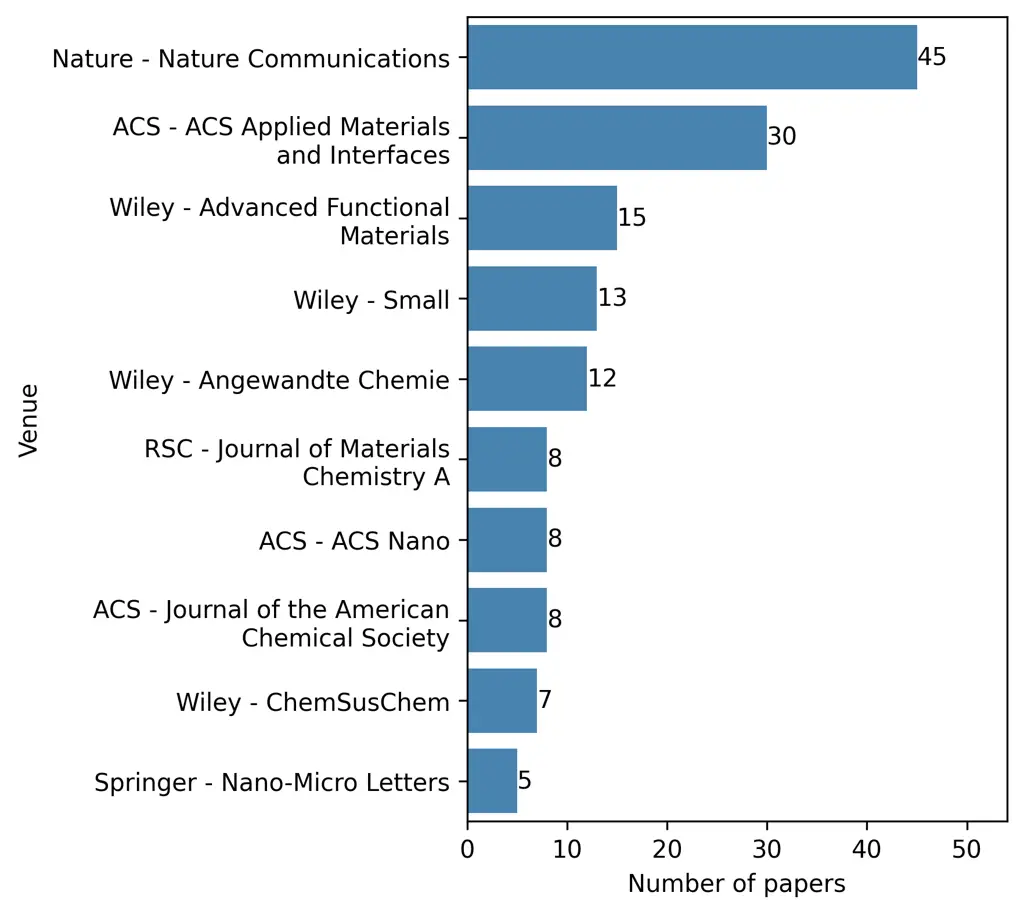 Nature - Nature Communications
45
ACS - ACS Applied Materials
and Interfaces
30
Wiley - Advanced Functional
Materials
15
Wiley - Small
13
Wiley - Angewandte Chemie
12
RSC - Journal of Materials
Chemistry A
8
ACS - ACS Nano
8
ACS - Journal of the American
Chemical Society
8
Wiley - ChemSusChem
7
Springer - Nano-Micro Letters
5
Venue
0 10 20 30 40 50
Number of papers